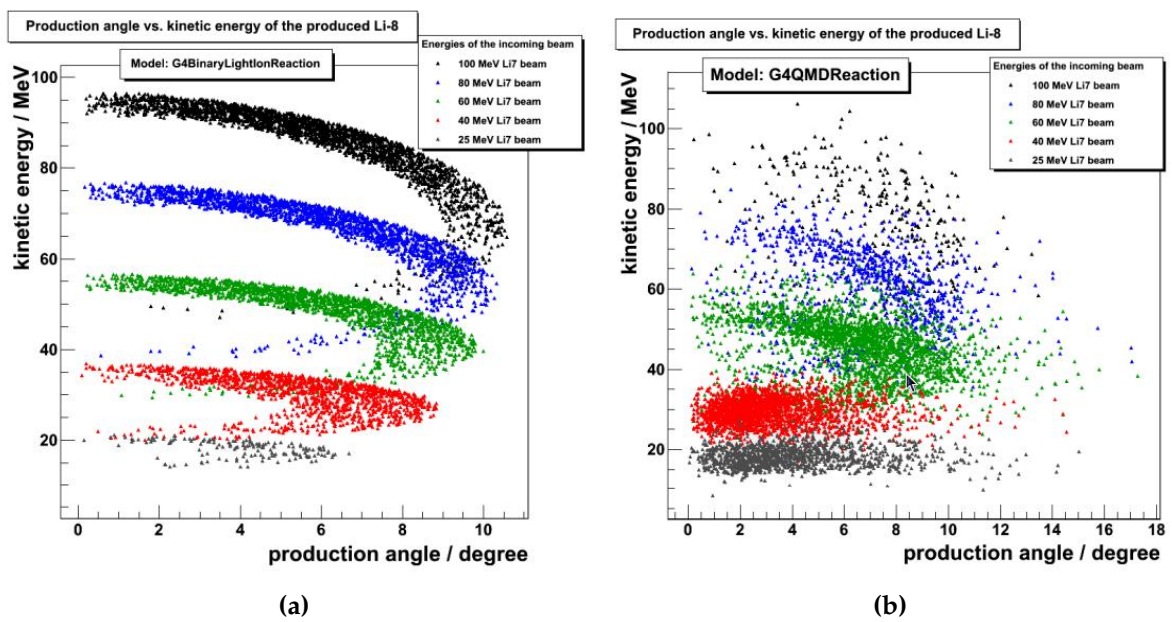 Production angle vs. kinetic energy of the produced Li-8
Model: G4BinaryLightIonReaction
Energies of the incoming beam
100 MeV Li7 beam
80 MeV Li7 beam
60 MeV Li7 beam
40 MeV Li7 beam
25 MeV Li7 beam
kinetic energy / MeV
100
80
60
40
20
0 2 4 6 8 10
production angle / degree
(a)
Production angle vs. kinetic energy of the produced Li-8
Model: G4QMDReaction
Energies of the incoming beam
100 MeV Li7 beam
80 MeV Li7 beam
60 MeV Li7 beam
40 MeV Li7 beam
25 MeV Li7 beam
kinetic energy / MeV
100
80
60
40
20
0 2 4 6 8 10 12 14 16 18
production angle / degree
(b)